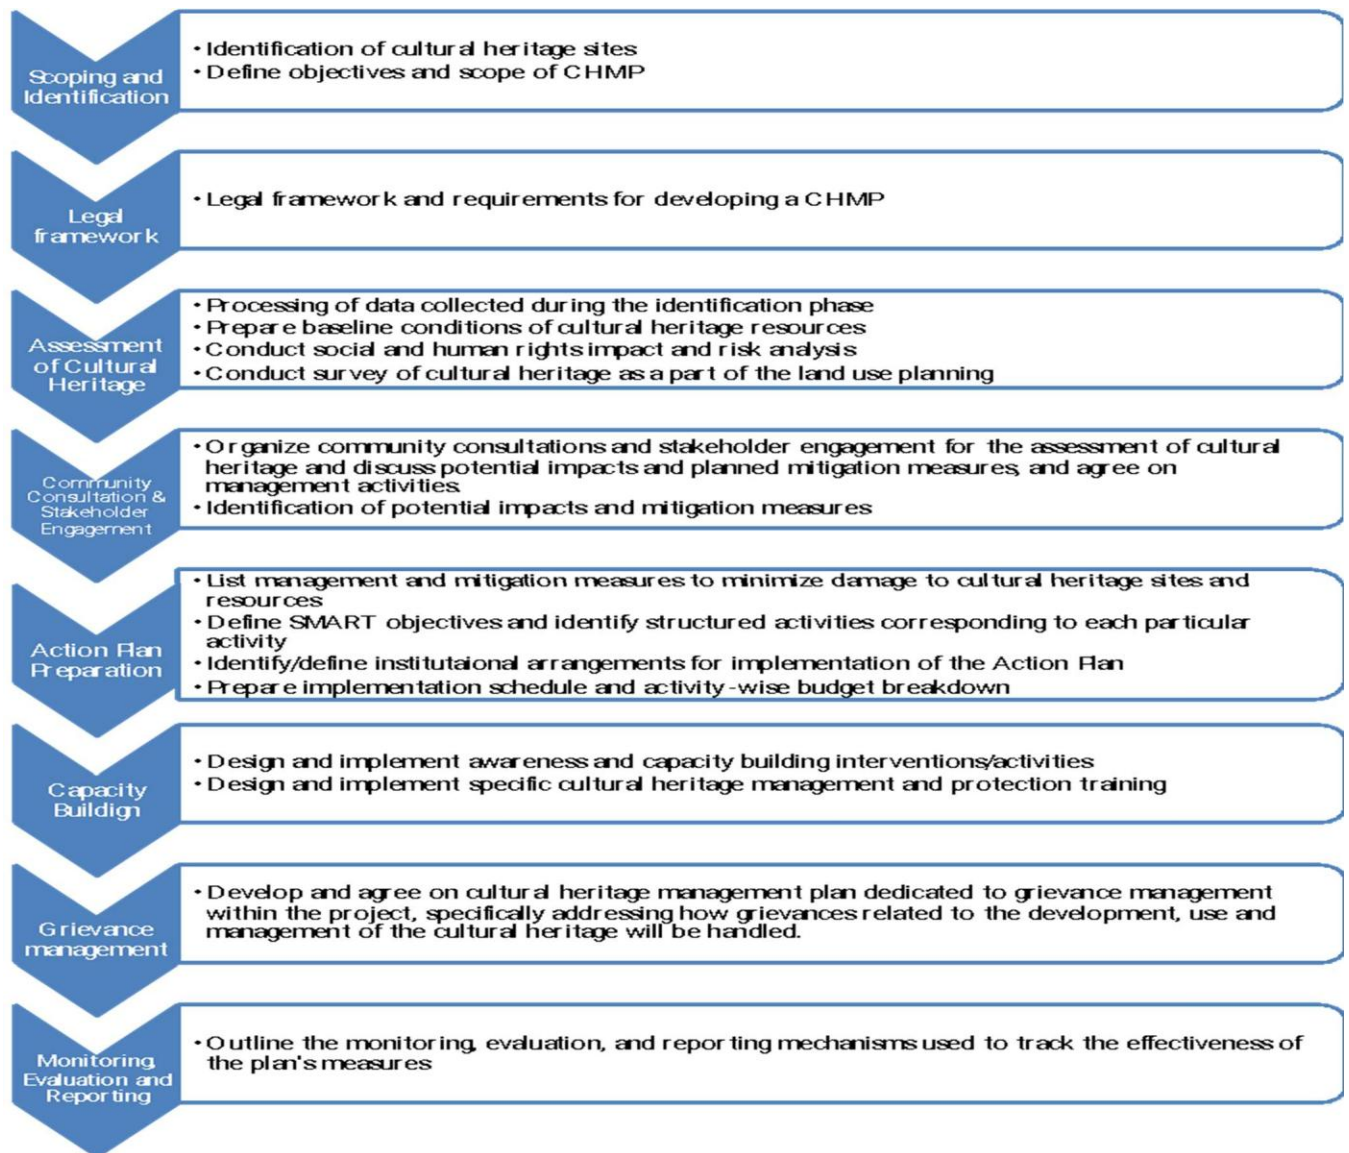 Scoping and
Identification
• Identification of cultural heritage sites
• Define objectives and scope of CHMP
Legal
framework
• Legal framework and requirements for developing a CHMP
Assessment
of Cultural
Heritage
• Processing of data collected during the identification phase
• Prepare baseline conditions of cultural heritage resources
• Conduct social and human rights impact and risk analysis
• Conduct survey of cultural heritage as a part of the land use planning
Community
Consultation &
Stakeholder
Engagement
• Organize community consultations and stakeholder engagement for the assessment of cultural
heritage and discuss potential impacts and planned mitigation measures, and agree on
management activities.
• Identification of potential impacts and mitigation measures
Action Plan
Preparation
• List management and mitigation measures to minimize damage to cultural heritage sites and
resources
• Define SMART objectives and identify structured activities corresponding to each particular
activity
• Identify/define institutaional arrangements for implementation of the Action Plan
• Prepare implementation schedule and activity-wise budget breakdown
Capacity
Buildign
• Design and implement awareness and capacity building interventions/activities
• Design and implement specific cultural heritage management and protection training
Grievance
management
• Develop and agree on cultural heritage management plan dedicated to grievance management
within the project, specifically addressing how grievances related to the development, use and
management of the cultural heritage will be handled.
Monitoring,
Evaluation and
Reporting
• Outline the monitoring, evaluation, and reporting mechanisms used to track the effectiveness of
the plan's measures